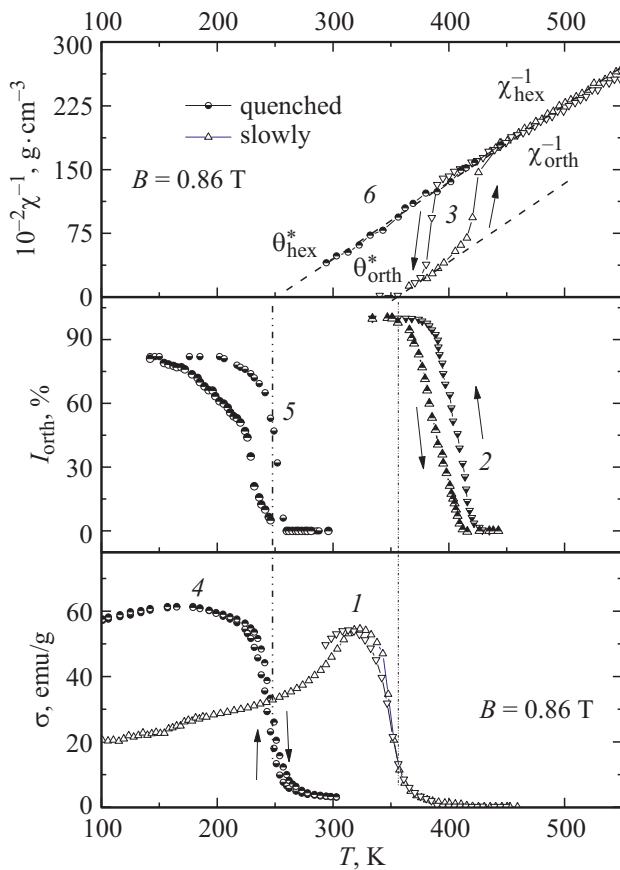 100 200 300 400 500
300
225
150
75
0
10⁻²χ⁻¹, g·cm⁻³
quenched
slowly
B = 0.86 T
χ⁻¹hex
χ⁻¹orth
6
3
θ*hex
θ*orth
90
60
30
0
I_orth, %
5
2
60
40
20
0
σ, emu/g
4
1
B = 0.86 T
100 200 300 400 500
T, K